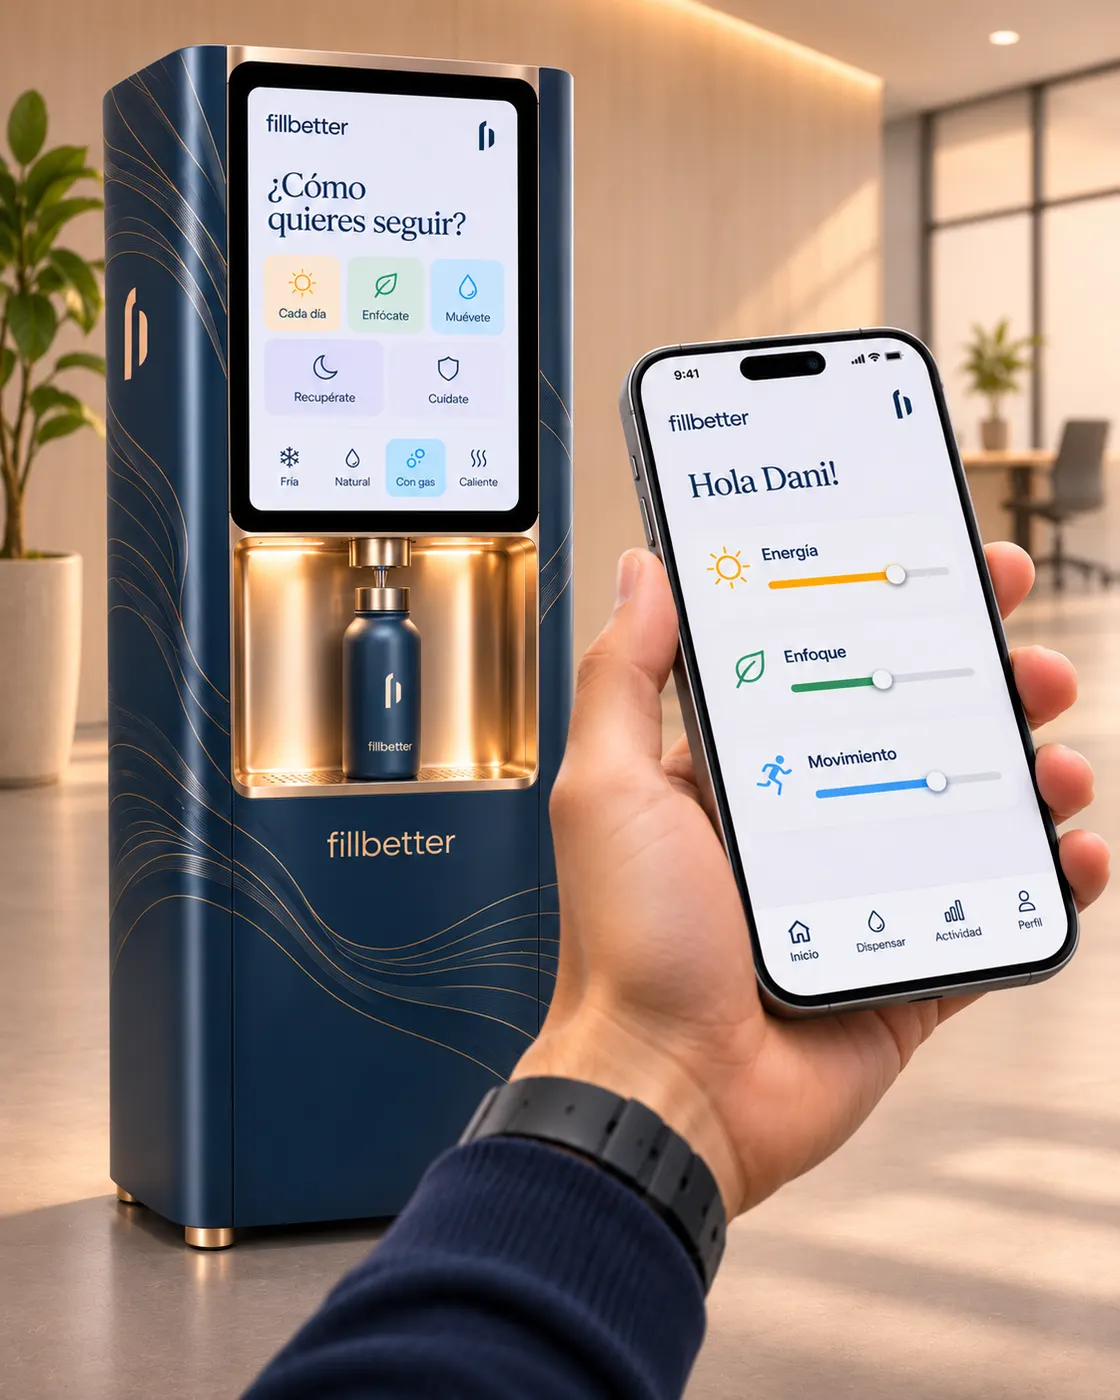 fillbetter
¿Cómo
quieres seguir?
Cada día
Enfócate
Muévete
Recupérate
Cuídate
Fría
Natural
Con gas
Caliente
fillbetter
fillbetter
9:41
fillbetter
Hola Dani!
Energía
Enfoque
Movimiento
Inicio
Dispensar
Actividad
Perfil